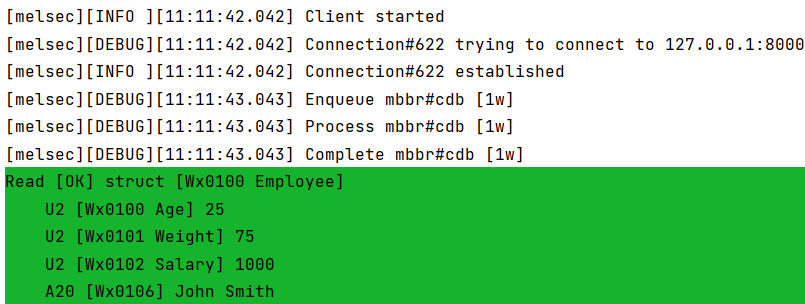 [melsec][INFO ][11:11:42.042] Client started
[melsec][DEBUG][11:11:42.042] Connection#622 trying to connect to 127.0.0.1:8000
[melsec][INFO ][11:11:42.042] Connection#622 established
[melsec][DEBUG][11:11:43.043] Enqueue mbbr#cdb [1w]
[melsec][DEBUG][11:11:43.043] Process mbbr#cdb [1w]
[melsec][DEBUG][11:11:43.043] Complete mbbr#cdb [1w]
Read [OK] struct [Wx0100 Employee]
    U2 [Wx0100 Age] 25
    U2 [Wx0101 Weight] 75
    U2 [Wx0102 Salary] 1000
    A20 [Wx0106] John Smith